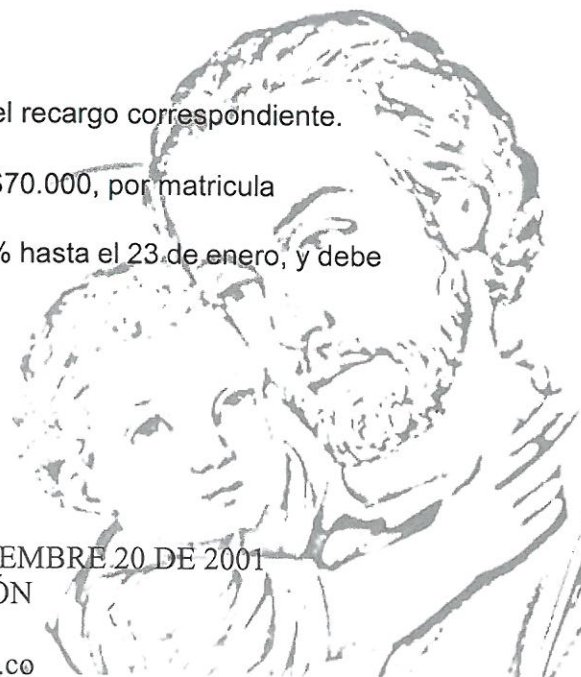 el recargo correspondiente.
$70.000, por matricula
% hasta el 23 de enero, y debe
EMBRE 20 DE 2001
ÓN
.co